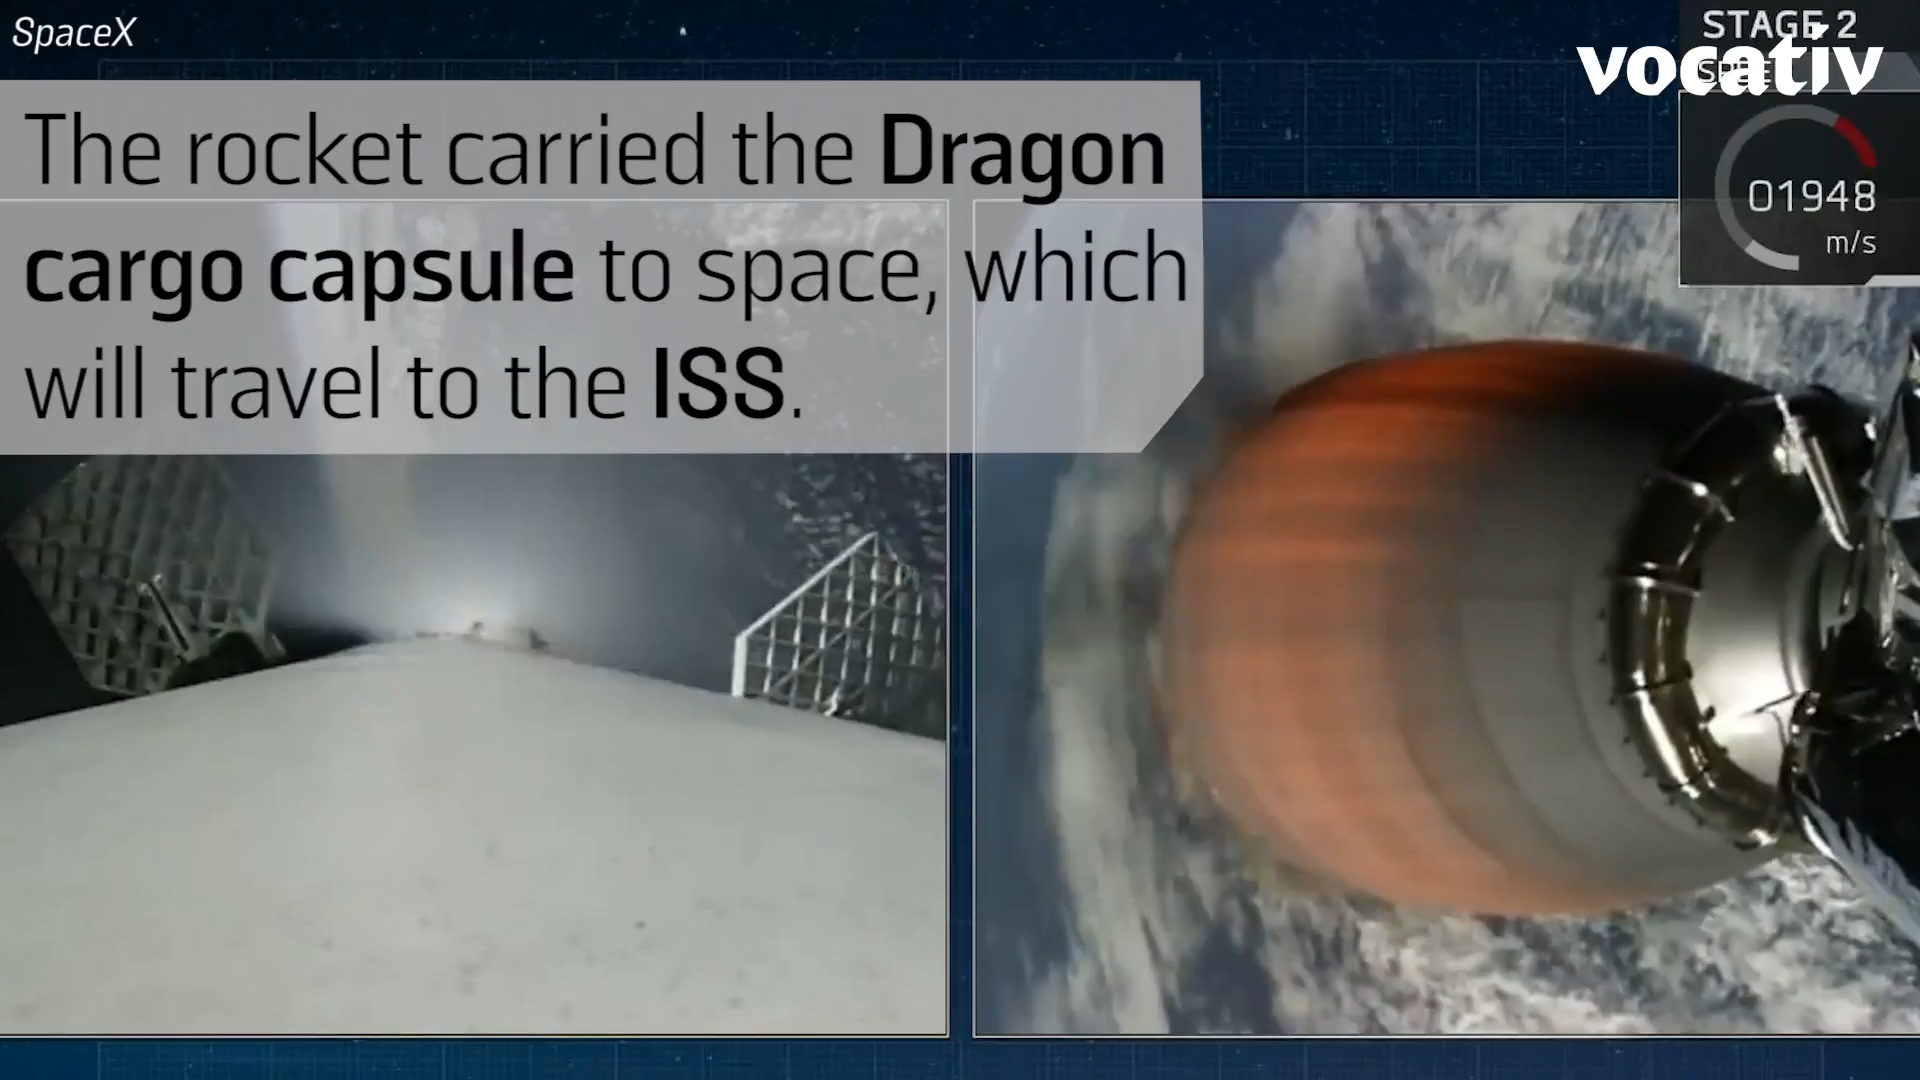 SpaceX
STAGE 2
vocativ
The rocket carried the Dragon
cargo capsule to space, which
will travel to the ISS.
01948
m/s